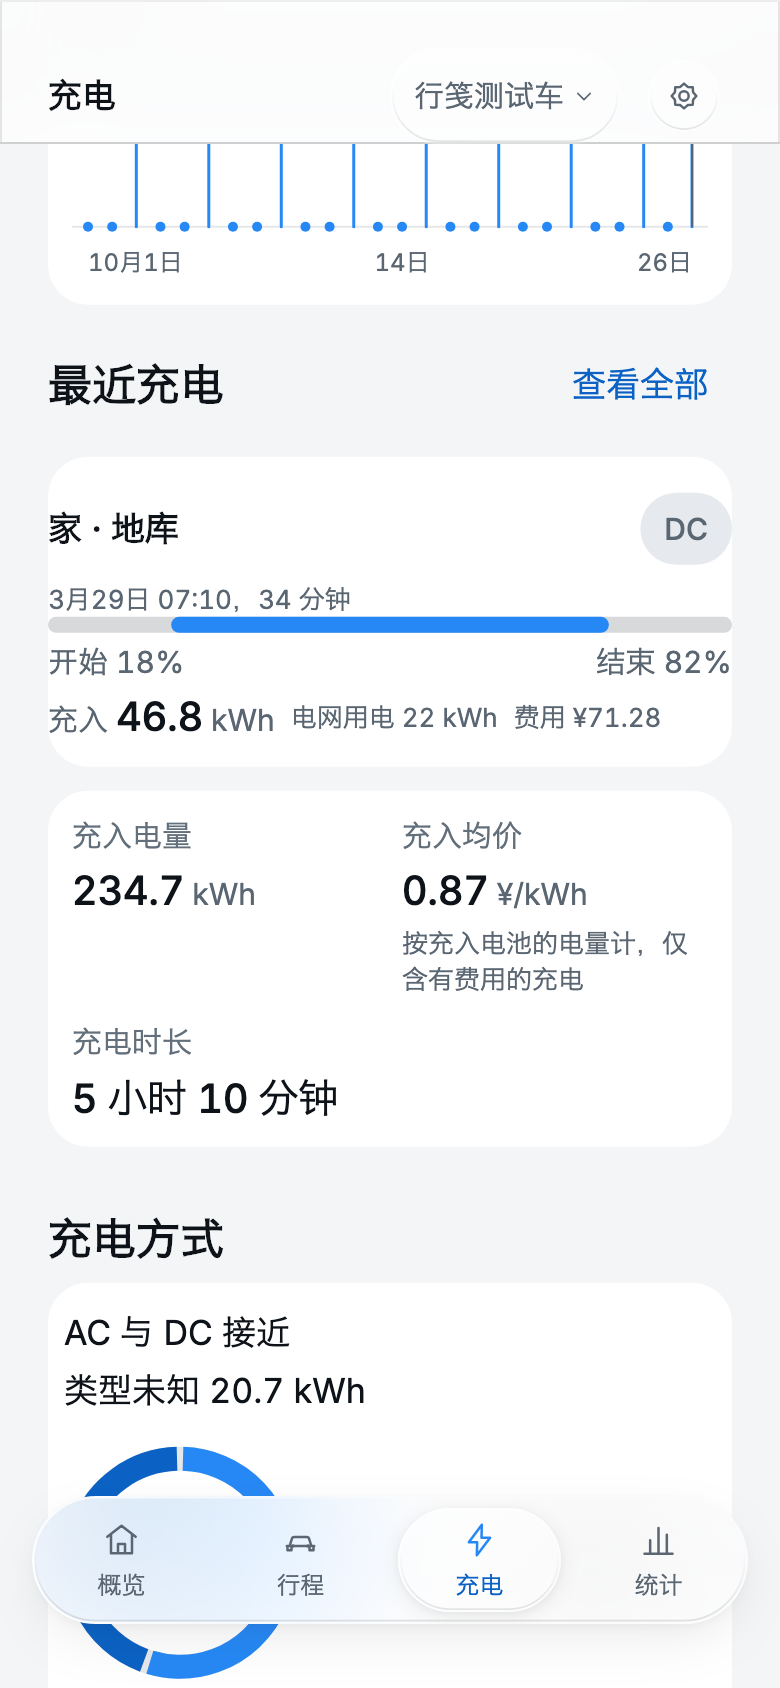 充电
行笺测试车
10月1日 14日 26日
最近充电 查看全部
家 · 地库 DC
3月29日 07:10，34 分钟
开始 18% 结束 82%
充入 46.8 kWh 电网用电 22 kWh 费用 ¥71.28
充入电量 充入均价
234.7 kWh 0.87 ¥/kWh
按充入电池的电量计，仅
含有费用的充电
充电时长
5 小时 10 分钟
充电方式
AC 与 DC 接近
类型未知 20.7 kWh
概览 行程 充电 统计